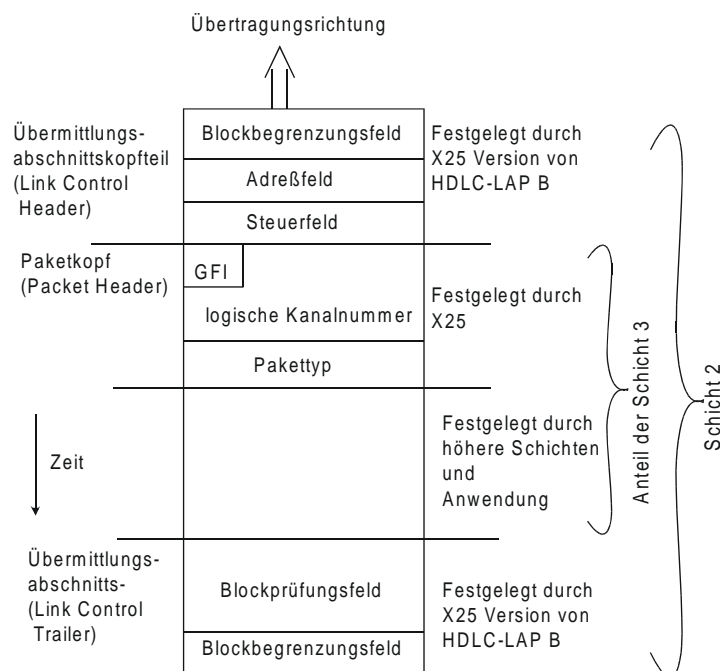 Übertragungsrichtung
Übermittlungs-
abschnittskopfteil
(Link Control
Header)
Blockbegrenzungsfeld
Adreßfeld
Steuerfeld
Festgelegt durch
X25 Version von
HDLC-LAP B
Paketkopf
(Packet Header)
GFI
logische Kanalnummer
Pakettyp
Festgelegt durch
X25
Zeit
Festgelegt durch
höhere Schichten
und
Anwendung
Anteil der Schicht 3
Schicht 2
Übermittlungs-
abschnitts-
(Link Control
Trailer)
Blockprüfungsfeld
Blockbegrenzungsfeld
Festgelegt durch
X25 Version von
HDLC-LAP B